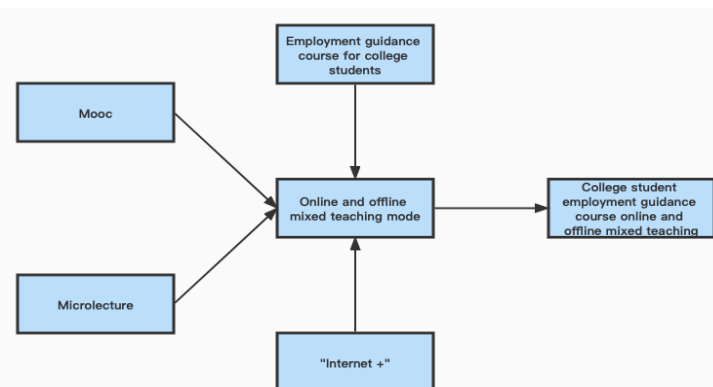 Employment guidance
course for college
students
Mooc
Online and offline
mixed teaching mode
College student
employment guidance
course online and
offline mixed teaching
Microlecture
"Internet +"